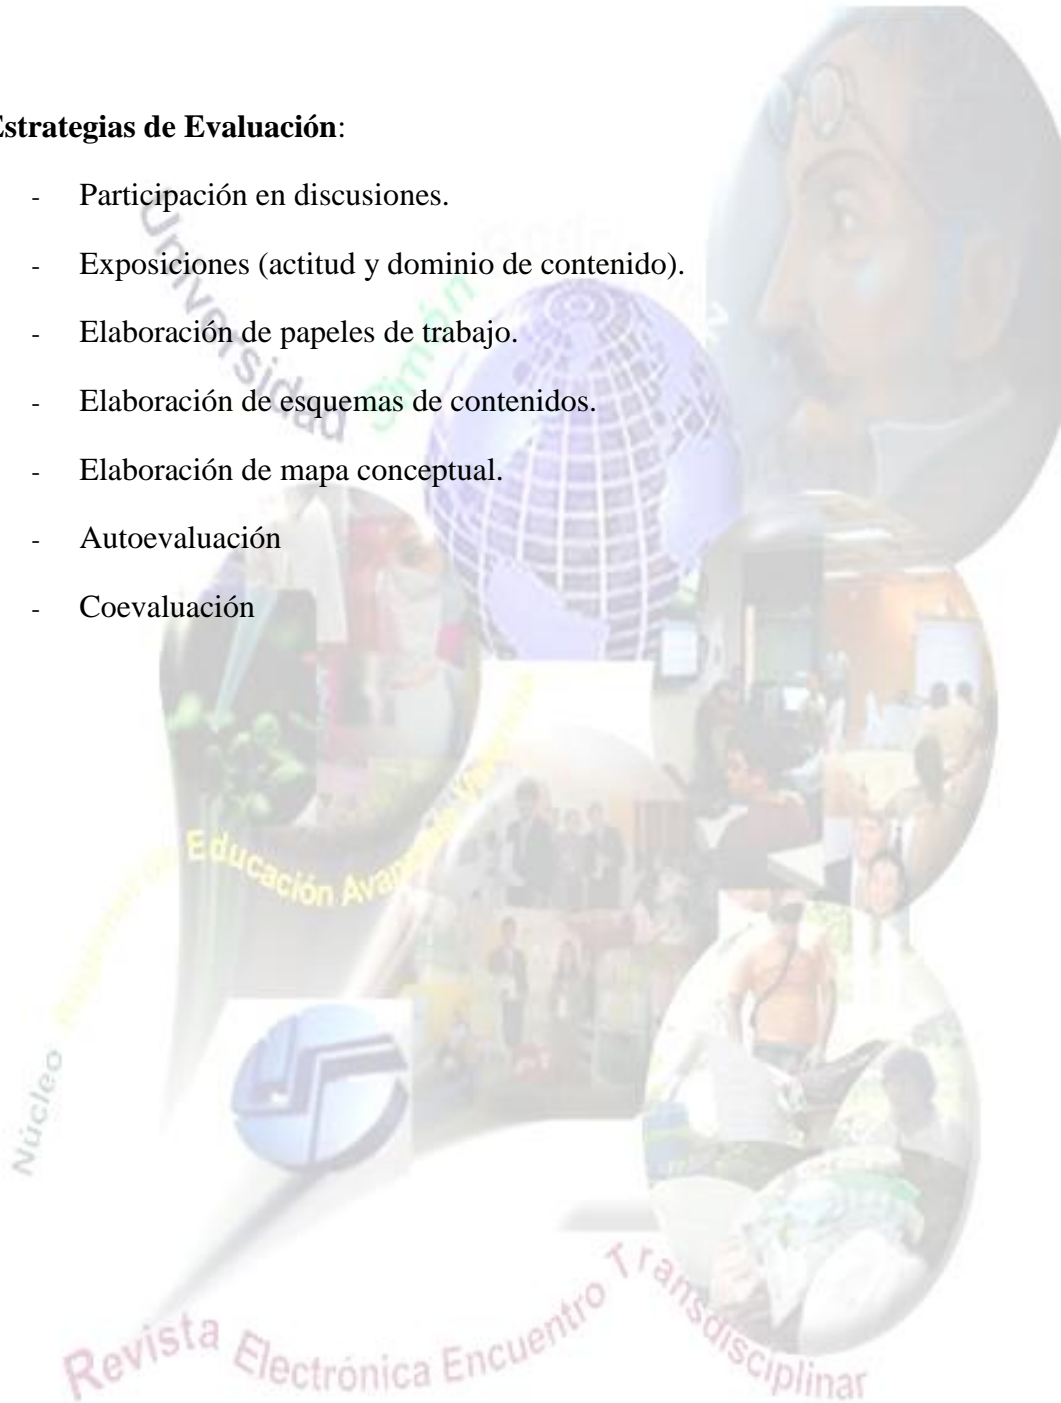 Estrategias de Evaluación:
- Participación en discusiones.
- Exposiciones (actitud y dominio de contenido).
- Elaboración de papeles de trabajo.
- Elaboración de esquemas de contenidos.
- Elaboración de mapa conceptual.
- Autoevaluación
- Coevaluación
Universidad Simón
Núcleo
Educación
Revista Electrónica Encuentro Transdisciplinar